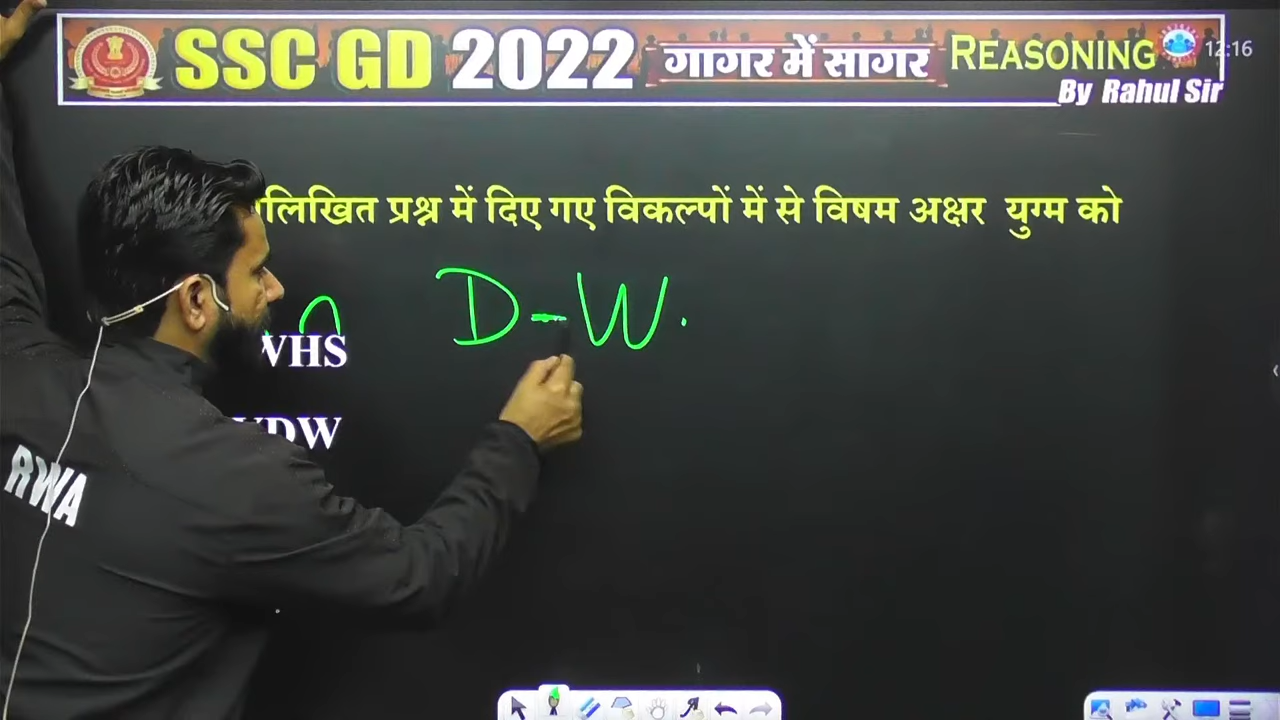 SSC GD 2022 गागर में सागर REASONING 12:16
By Rahul Sir
प्रश्न में दिए गए विकल्पों में से विषम अक्षर युग्म को
D-W.
VHS
DW
RWA